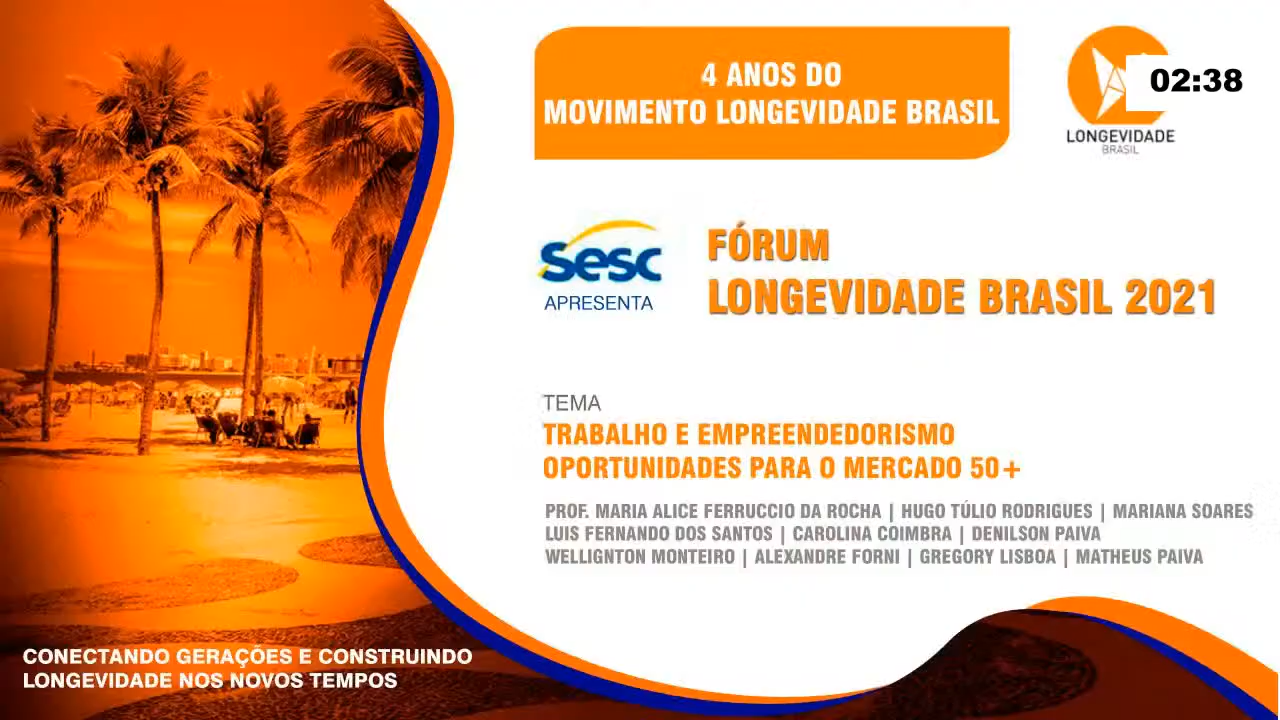 4 ANOS DO
MOVIMENTO LONGEVIDADE BRASIL
02:38
LONGEVIDADE
BRASIL
Sesc
APRESENTA
FÓRUM
LONGEVIDADE BRASIL 2021
TEMA
TRABALHO E EMPREENDEDORISMO
OPORTUNIDADES PARA O MERCADO 50+
PROF. MARIA ALICE FERRUCCIO DA ROCHA | HUGO TÚLIO RODRIGUES | MARIANA SOARES
LUIS FERNANDO DOS SANTOS | CAROLINA COIMBRA | DENILSON PAIVA
WELLIGNTON MONTEIRO | ALEXANDRE FORNI | GREGORY LISBOA | MATHEUS PAIVA
CONECTANDO GERAÇÕES E CONSTRUINDO
LONGEVIDADE NOS NOVOS TEMPOS